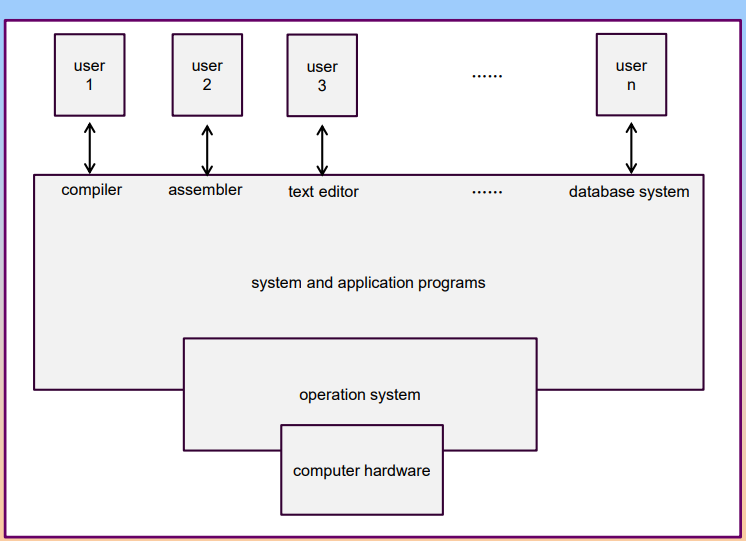 user
1
user
2
user
3
......
user
n
compiler
assembler
text editor
......
database system
system and application programs
operation system
computer hardware